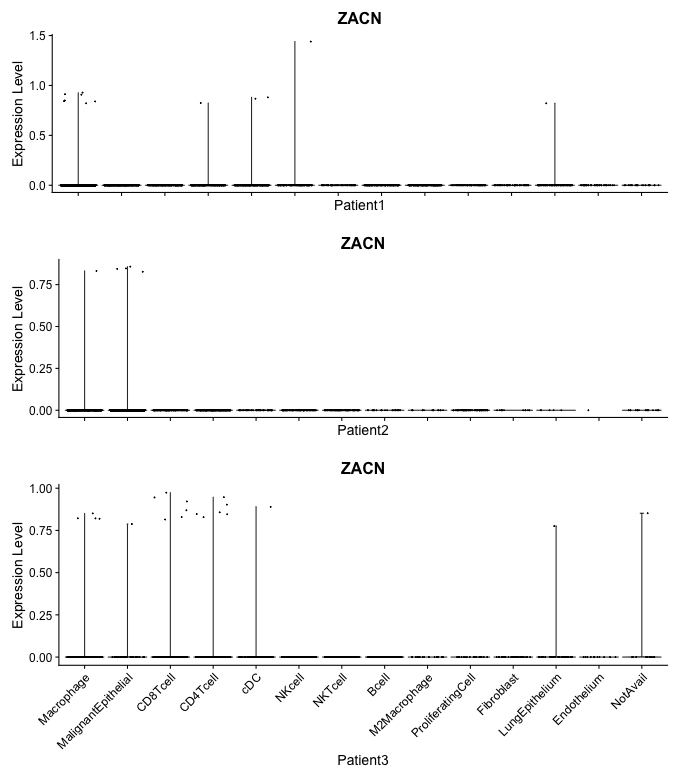 ZACN
Expression Level
1.5
1.0
0.5
0.0
Patient1
ZACN
Expression Level
0.75
0.50
0.25
0.00
Patient2
ZACN
Expression Level
1.00
0.75
0.50
0.25
0.00
Macrophage
MalignantEpithelial
CD8Tcell
CD4Tcell
cDC
NKcell
NKTcell
Bcell
M2Macrophage
ProliferatingCell
Fibroblast
LungEpithelium
Endothelium
NotAvail
Patient3